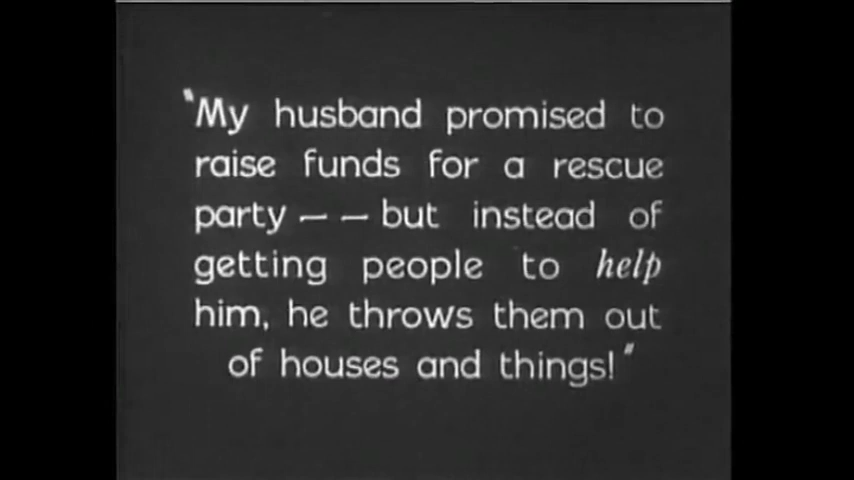 "My husband promised to
raise funds for a rescue
party — — but instead of
getting people to help
him, he throws them out
of houses and things!"